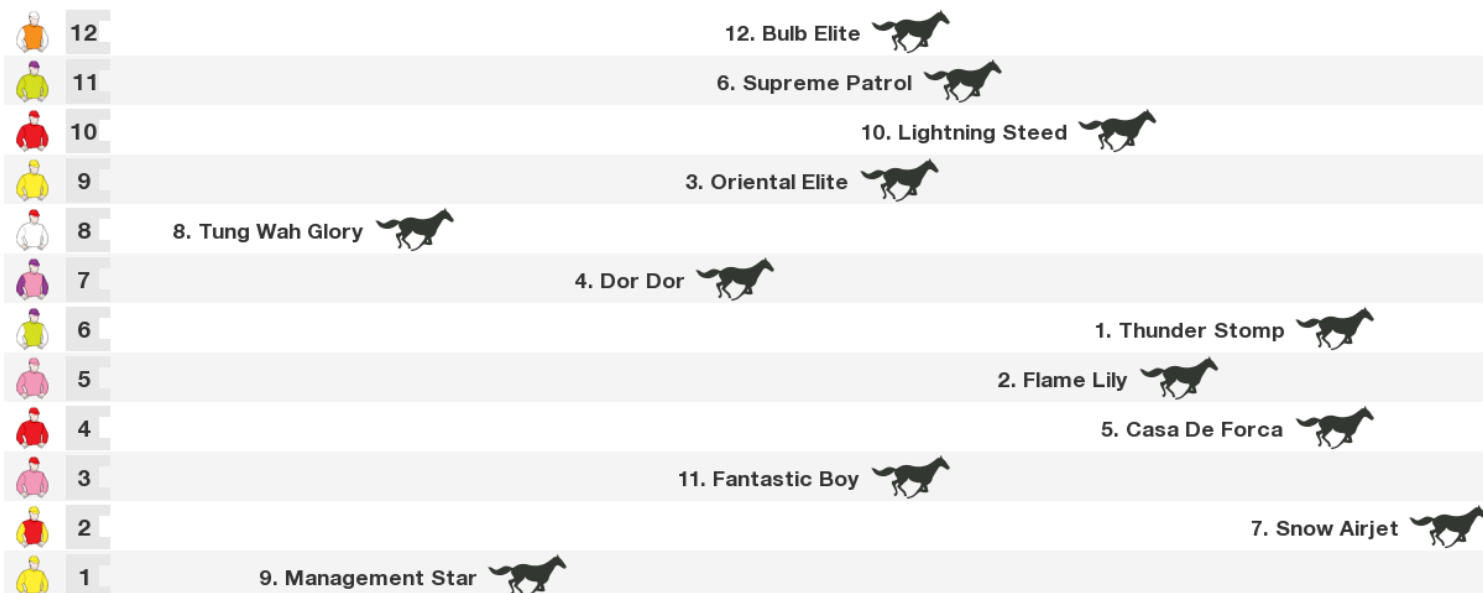 12 12. Bulb Elite
11 6. Supreme Patrol
10 10. Lightning Steed
9 3. Oriental Elite
8 8. Tung Wah Glory
7 4. Dor Dor
6 1. Thunder Stomp
5 2. Flame Lily
4 5. Casa De Forca
3 11. Fantastic Boy
2 7. Snow Airjet
1 9. Management Star